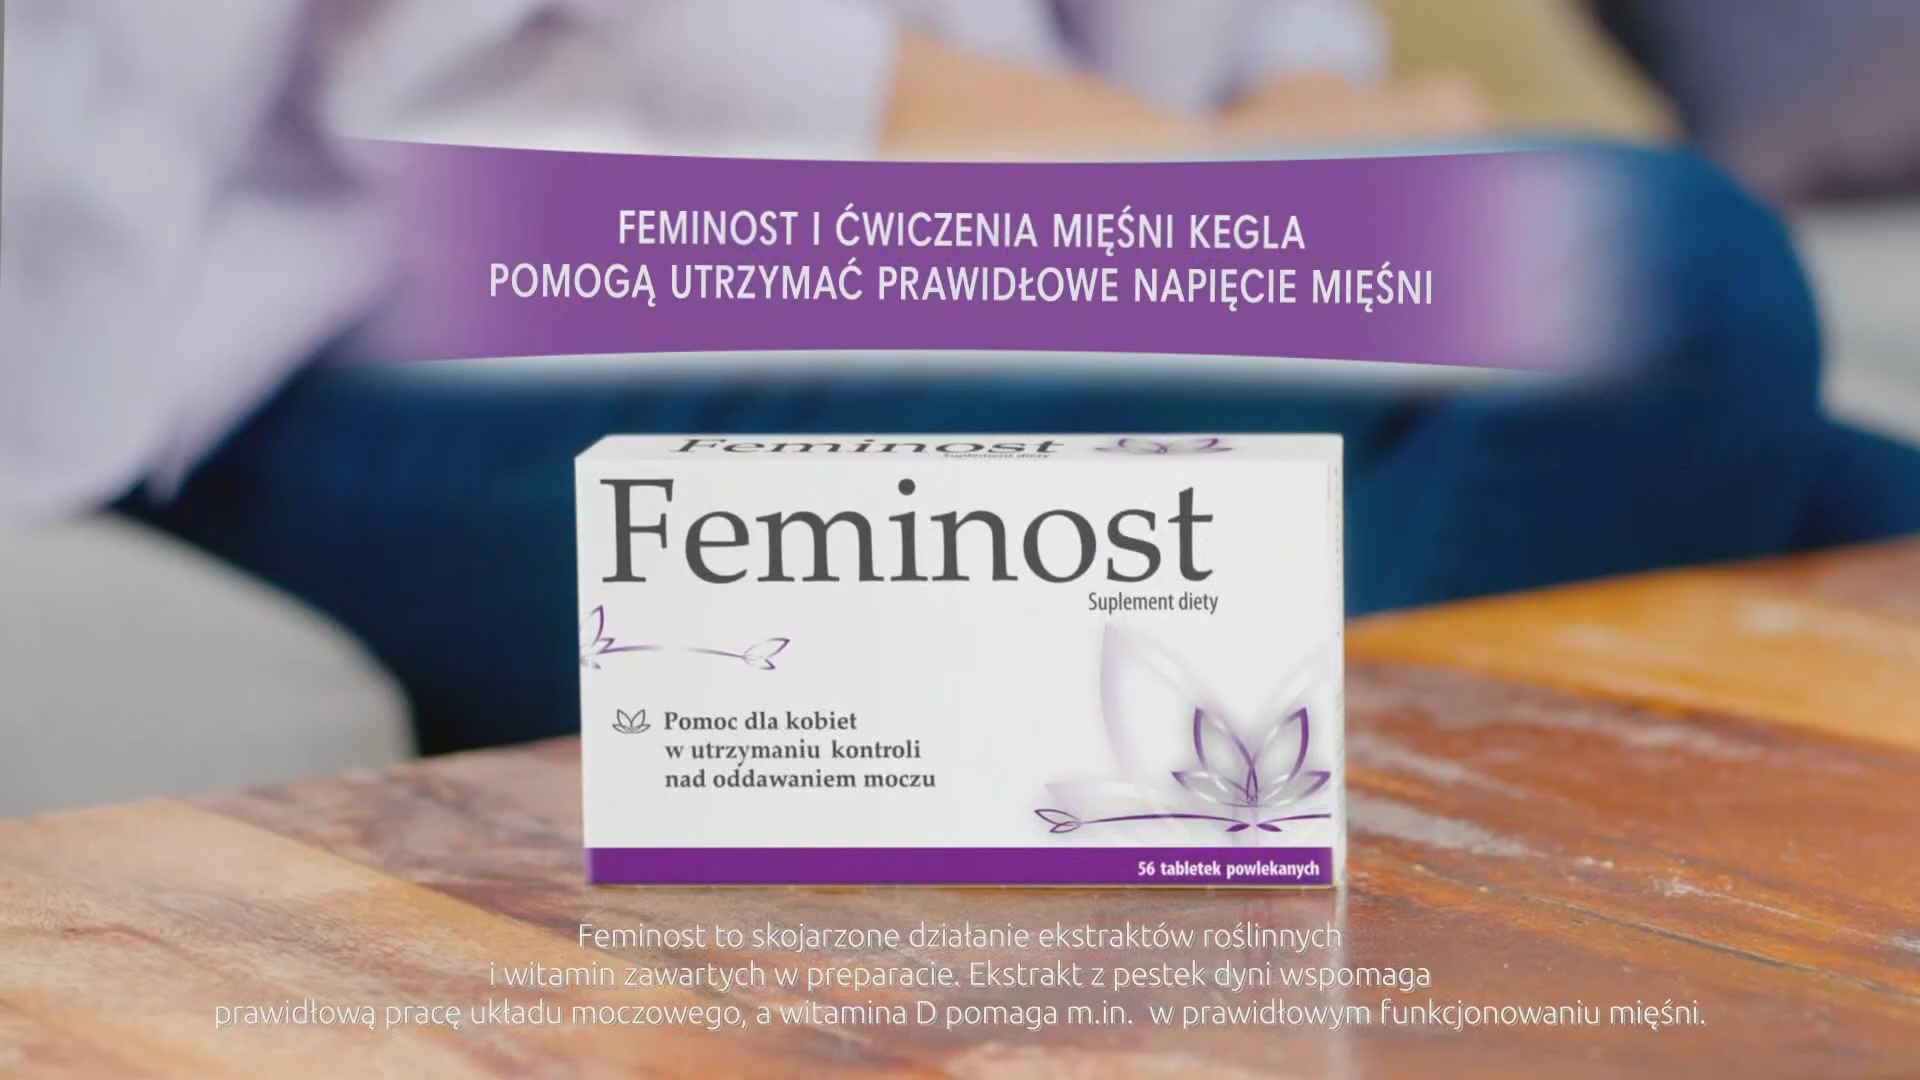 FEMINOST I ĆWICZENIA MIĘŚNI KEGLA
POMOGĄ UTRZYMAĆ PRAWIDŁOWE NAPIĘCIE MIĘŚNI
Feminost
Suplement diety
Feminost
Suplement diety
Pomoc dla kobiet
w utrzymaniu kontroli
nad oddawaniem moczu
56 tabletek powlekanych
Feminost to skojarzone działanie ekstraktów roślinnych
i witamin zawartych w preparacie. Ekstrakt z pestek dyni wspomaga
prawidłową pracę układu moczowego, a witamina D pomaga m.in. w prawidłowym funkcjonowaniu mięśni.